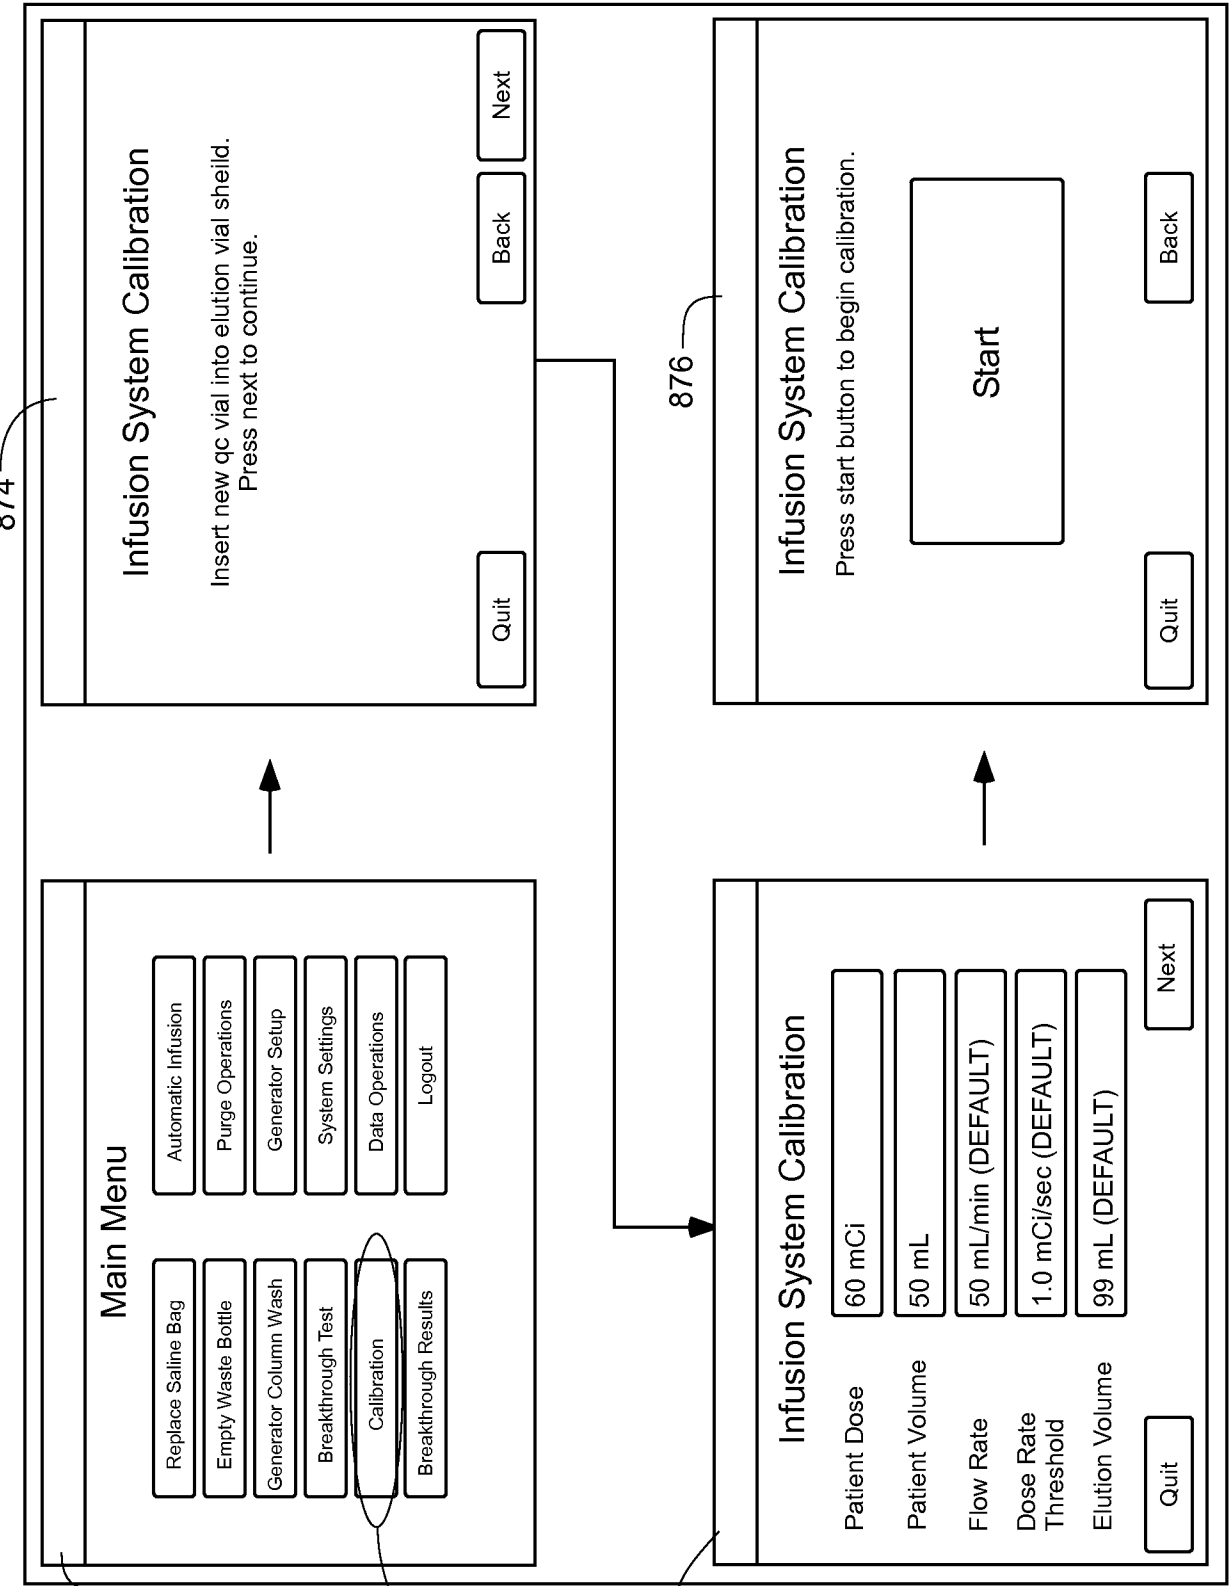 Main Menu
Replace Saline Bag
Automatic Infusion
Empty Waste Bottle
Purge Operations
Generator Column Wash
Generator Setup
Breakthrough Test
System Settings
Calibration
Data Operations
Breakthrough Results
Logout
874
Infusion System Calibration
Insert new qc vial into elution vial sheild.
Press next to continue.
Quit
Back
Next
Infusion System Calibration
Patient Dose
60 mCi
Patient Volume
50 mL
Flow Rate
50 mL/min (DEFAULT)
Dose Rate
Threshold
1.0 mCi/sec (DEFAULT)
Elution Volume
99 mL (DEFAULT)
Quit
Next
876
Infusion System Calibration
Press start button to begin calibration.
Start
Quit
Back